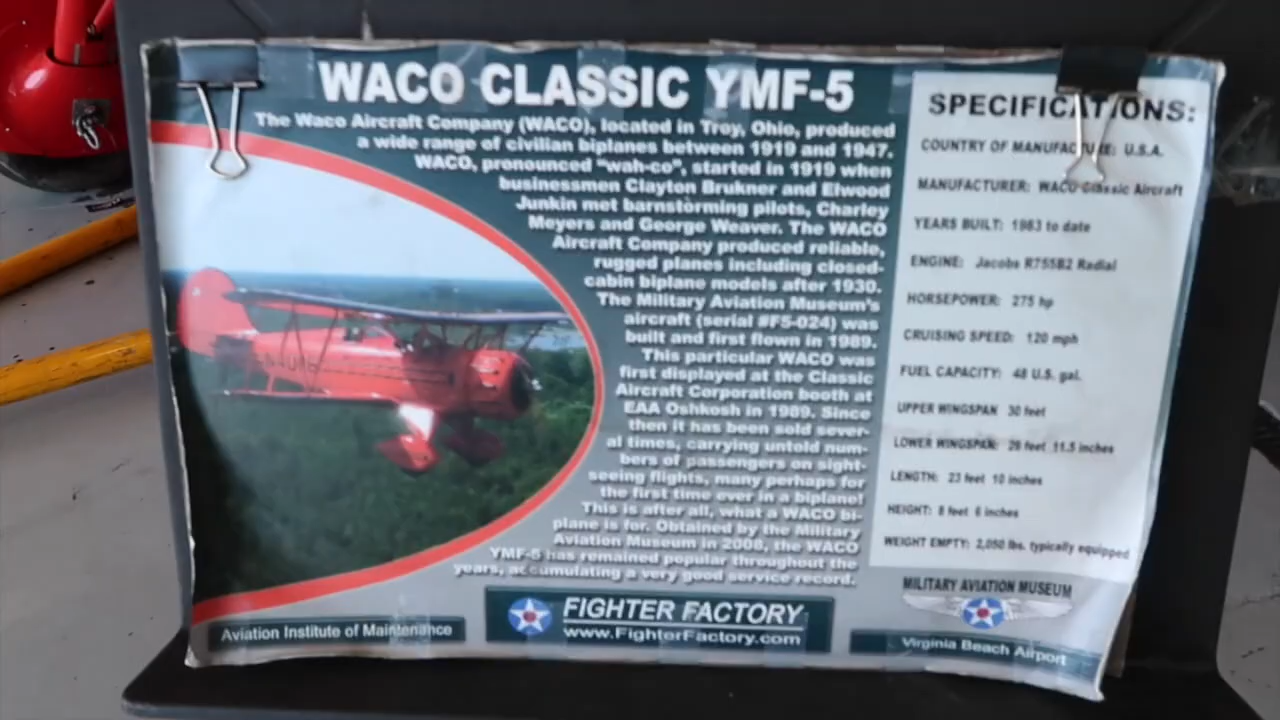 WACO CLASSIC YMF-5
The Waco Aircraft Company (WACO), located in Troy, Ohio, produced
a wide range of civilian biplanes between 1919 and 1947.
WACO, pronounced "wah-co", started in 1919 when
businessmen Clayton Brukner and Elwood
Junkin met barnstorming pilots, Charley
Meyers and George Weaver. The WACO
Aircraft Company produced reliable,
rugged planes including closed-
cabin biplane models after 1930.
The Military Aviation Museum's
aircraft (serial #F5-024) was
built and first flown in 1989.
This particular WACO was
first displayed at the Classic
Aircraft Corporation booth at
EAA Oshkosh in 1989. Since
then it has been sold sever-
al times, carrying untold num-
bers of passengers on sight-
seeing flights, many perhaps for
the first time ever in a biplane!
This is after all, what a WACO bi-
plane is for. Obtained by the Military
Aviation Museum in 2008, the WACO
YMF-5 has remained popular throughout the
years, accumulating a very good service record.
SPECIFICATIONS:
COUNTRY OF MANUFACTURE: U.S.A.
MANUFACTURER: WACO Classic Aircraft
YEARS BUILT: 1983 to date
ENGINE: Jacobs R755B2 Radial
HORSEPOWER: 275 hp
CRUISING SPEED: 120 mph
FUEL CAPACITY: 48 U.S. gal.
UPPER WINGSPAN 30 feet
LOWER WINGSPAN: 26 feet 11.5 inches
LENGTH: 23 feet 10 inches
HEIGHT: 8 feet 6 inches
WEIGHT EMPTY: 2,050 lbs. typically equipped
MILITARY AVIATION MUSEUM
Virginia Beach Airport
FIGHTER FACTORY
www.FighterFactory.com
Aviation Institute of Maintenance